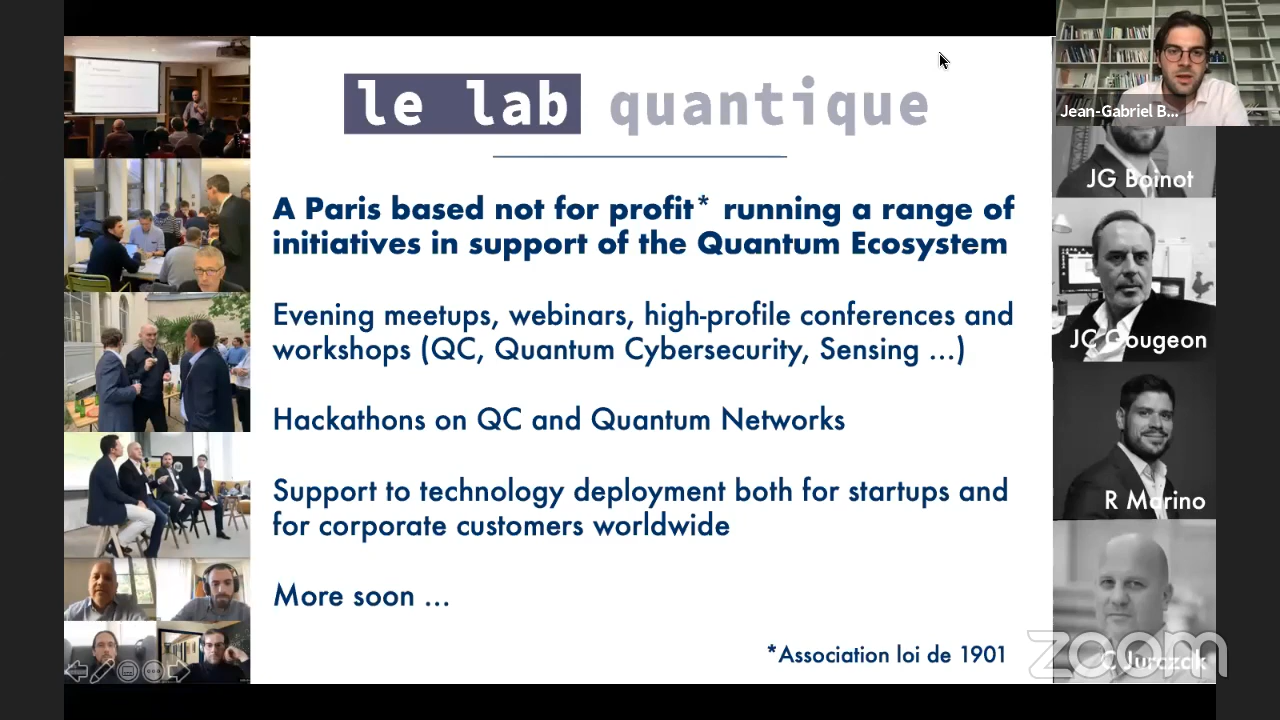 le lab quantique
Jean-Gabriel B...
JG Boinot
A Paris based not for profit* running a range of
initiatives in support of the Quantum Ecosystem
Evening meetups, webinars, high-profile conferences and
workshops (QC, Quantum Cybersecurity, Sensing ...)
JC Gougeon
Hackathons on QC and Quantum Networks
Support to technology deployment both for startups and
for corporate customers worldwide
R Marino
More soon ...
*Association loi de 1901
zoom
C Jurczak